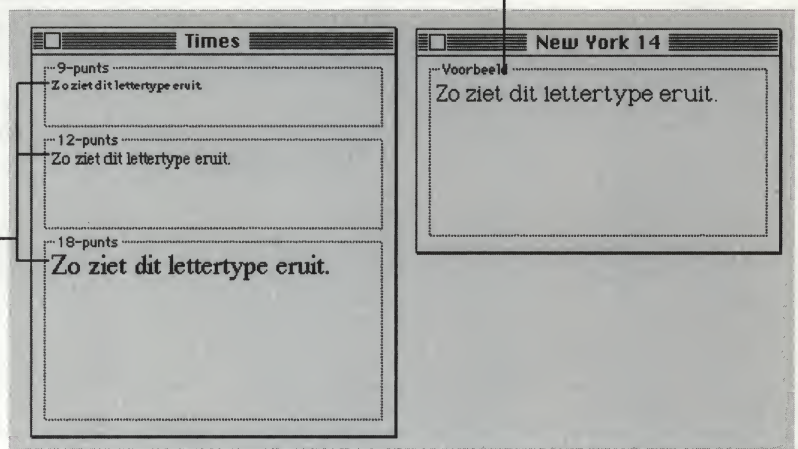 Times
9-punts
Zo ziet dit lettertype eruit.
12-punts
Zo ziet dit lettertype eruit.
18-punts
Zo ziet dit lettertype eruit.
New York 14
Voorbeeld
Zo ziet dit lettertype eruit.